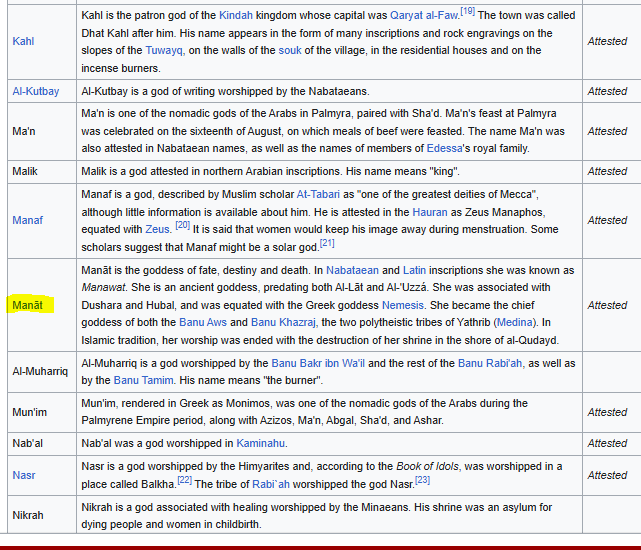 Kahl
Kahl is the patron god of the Kindah kingdom whose capital was Qaryat al-Faw.[19] The town was called
Dhat Kahl after him. His name appears in the form of many inscriptions and rock engravings on the
slopes of the Tuwayq, on the walls of the souk of the village, in the residential houses and on the
incense burners.
Attested
Al-Kutbay
Al-Kutbay is a god of writing worshipped by the Nabataeans.
Attested
Ma'n
Ma'n is one of the nomadic gods of the Arabs in Palmyra, paired with Sha'd. Ma'n's feast at Palmyra
was celebrated on the sixteenth of August, on which meals of beef were feasted. The name Ma'n was
also attested in Nabataean names, as well as the names of members of Edessa's royal family.
Attested
Malik
Malik is a god attested in northern Arabian inscriptions. His name means "king".
Attested
Manaf
Manaf is a god, described by Muslim scholar At-Tabari as "one of the greatest deities of Mecca",
although little information is available about him. He is attested in the Hauran as Zeus Manaphos,
equated with Zeus. [20] It is said that women would keep his image away during menstruation. Some
scholars suggest that Manaf might be a solar god.[21]
Attested
Manāt
Manāt is the goddess of fate, destiny and death. In Nabataean and Latin inscriptions she was known as
Manawat. She is an ancient goddess, predating both Al-Lāt and Al-'Uzzá. She was associated with
Dushara and Hubal, and was equated with the Greek goddess Nemesis. She became the chief
goddess of both the Banu Aws and Banu Khazraj, the two polytheistic tribes of Yathrib (Medina). In
Islamic tradition, her worship was ended with the destruction of her shrine in the shore of al-Qudayd.
Attested
Al-Muharriq
Al-Muharriq is a god worshipped by the Banu Bakr ibn Wa'il and the rest of the Banu Rabi'ah, as well as
by the Banu Tamim. His name means "the burner".
Mun'im
Mun'im, rendered in Greek as Monimos, was one of the nomadic gods of the Arabs during the
Palmyrene Empire period, along with Azizos, Ma'n, Abgal, Sha'd, and Ashar.
Attested
Nab'al
Nab'al was a god worshipped in Kaminahu.
Attested
Nasr
Nasr is a god worshipped by the Himyarites and, according to the Book of Idols, was worshipped in a
place called Balkha.[22] The tribe of Rabi`ah worshipped the god Nasr.[23]
Attested
Nikrah
Nikrah is a god associated with healing worshipped by the Minaeans. His shrine was an asylum for
dying people and women in childbirth.